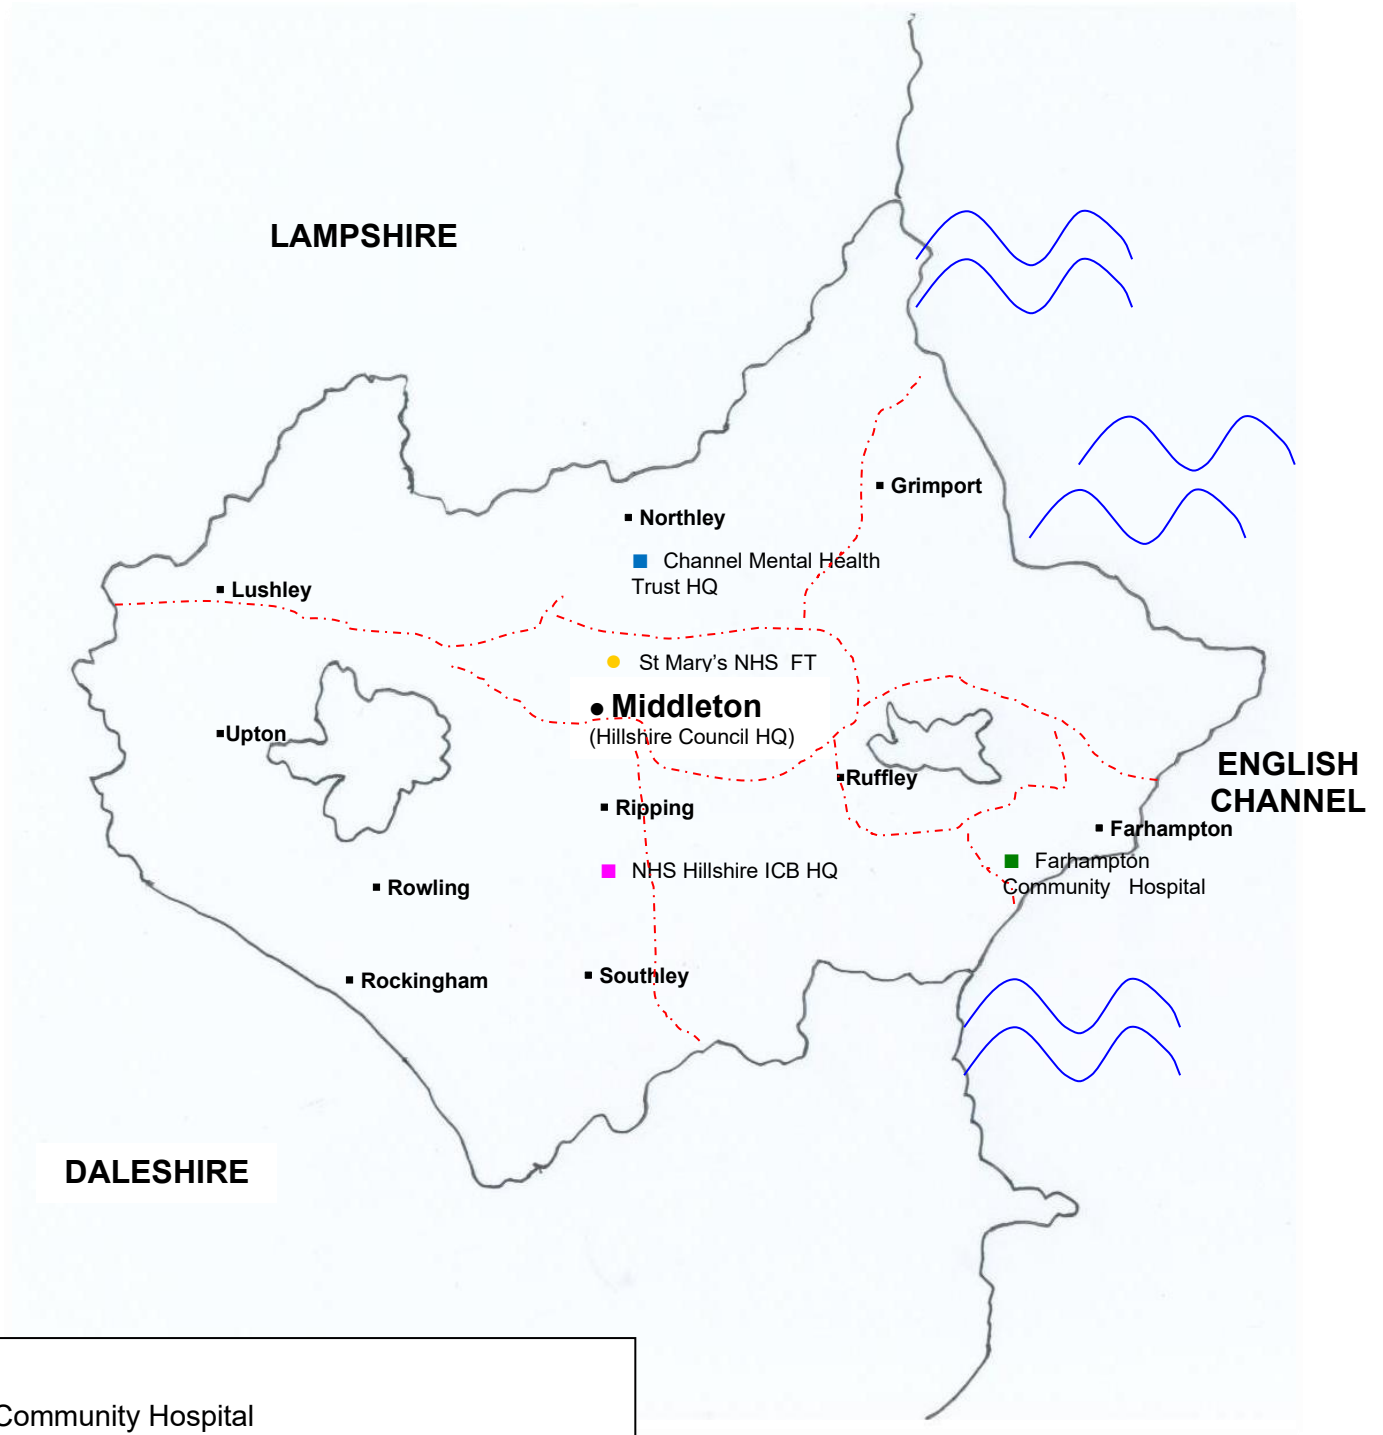 LAMPSHIRE
Grimport
Northley
Channel Mental Health
Trust HQ
Lushley
St Mary's NHS FT
Middleton
(Hillshire Council HQ)
Upton
ENGLISH
CHANNEL
Ruffley
Ripping
Farhampton
Farhampton
Community Hospital
NHS Hillshire ICB HQ
Rowling
Southley
Rockingham
DALESHIRE
Community Hospital